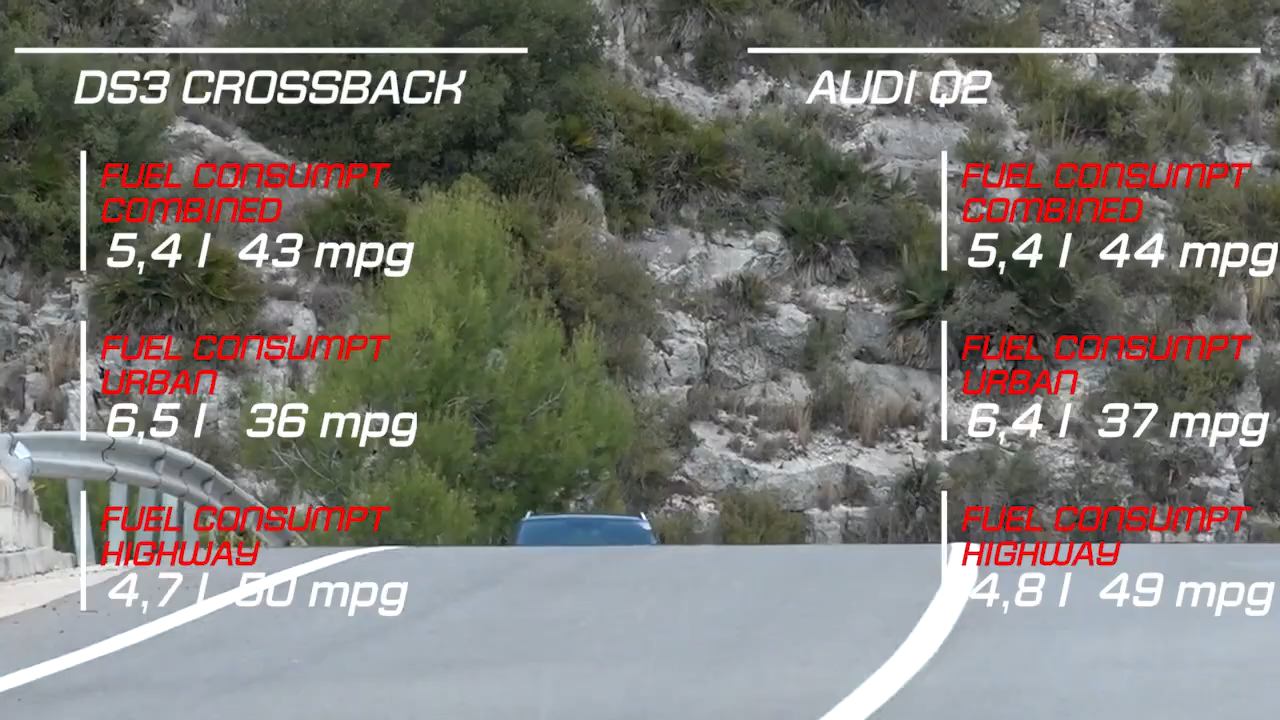 DS3 CROSSBACK
FUEL CONSUMPT
COMBINED
5,4 l 43 mpg
FUEL CONSUMPT
URBAN
6,5 l 36 mpg
FUEL CONSUMPT
HIGHWAY
4,7 l 50 mpg
AUDI Q2
FUEL CONSUMPT
COMBINED
5,4 l 44 mpg
FUEL CONSUMPT
URBAN
6,4 l 37 mpg
FUEL CONSUMPT
HIGHWAY
4,8 l 49 mpg